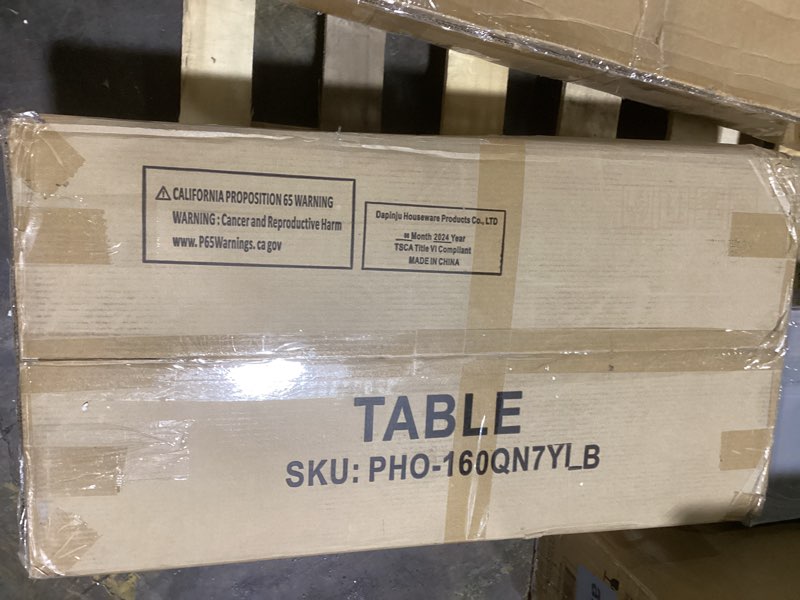 ⚠ CALIFORNIA PROPOSITION 65 WARNING
WARNING : Cancer and Reproductive Harm
www. P65Warnings. ca gov
Dapinju Houseware Products Co., LTD
Month 2024 Year
TSCA Title VI Compliant
MADE IN CHINA
TABLE
SKU: PHO-160QN7YI_B